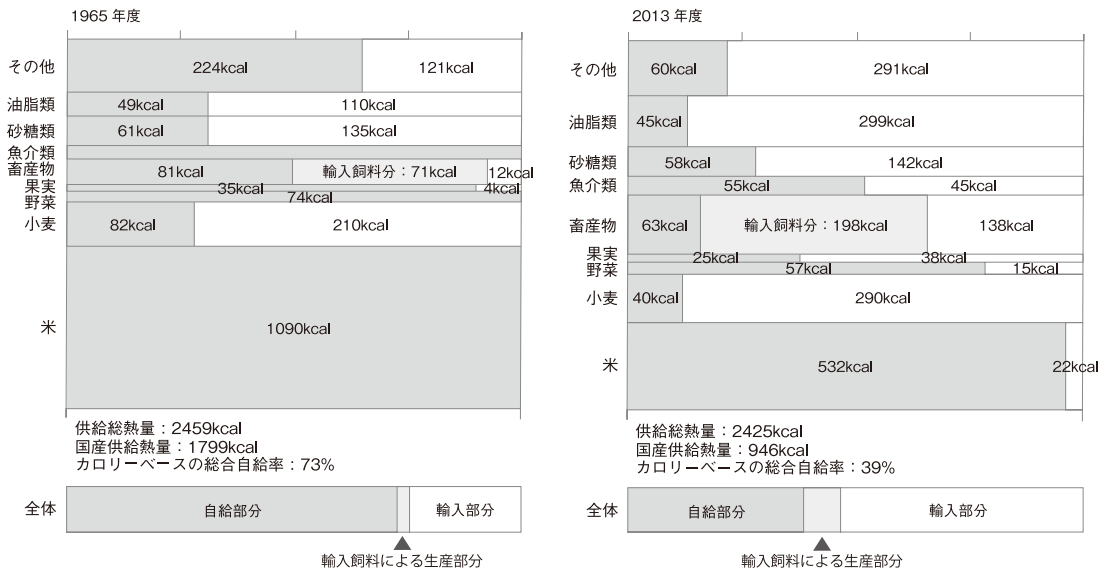 1965 年度
その他
224kcal
121kcal
油脂類
49kcal
110kcal
砂糖類
61kcal
135kcal
魚介類
畜産物
81kcal
輸入飼料分：71kcal
12kcal
果実
35kcal
4kcal
野菜
74kcal
小麦
82kcal
210kcal
米
1090kcal
供給総熱量：2459kcal
国産供給熱量：1799kcal
カロリーベースの総合自給率：73%
全体
自給部分
輸入部分
輸入飼料による生産部分
2013 年度
その他
60kcal
291kcal
油脂類
45kcal
299kcal
砂糖類
58kcal
142kcal
魚介類
55kcal
45kcal
畜産物
63kcal
輸入飼料分：198kcal
138kcal
果実
25kcal
38kcal
野菜
57kcal
15kcal
小麦
40kcal
290kcal
米
532kcal
22kcal
供給総熱量：2425kcal
国産供給熱量：946kcal
カロリーベースの総合自給率：39%
全体
自給部分
輸入部分
輸入飼料による生産部分